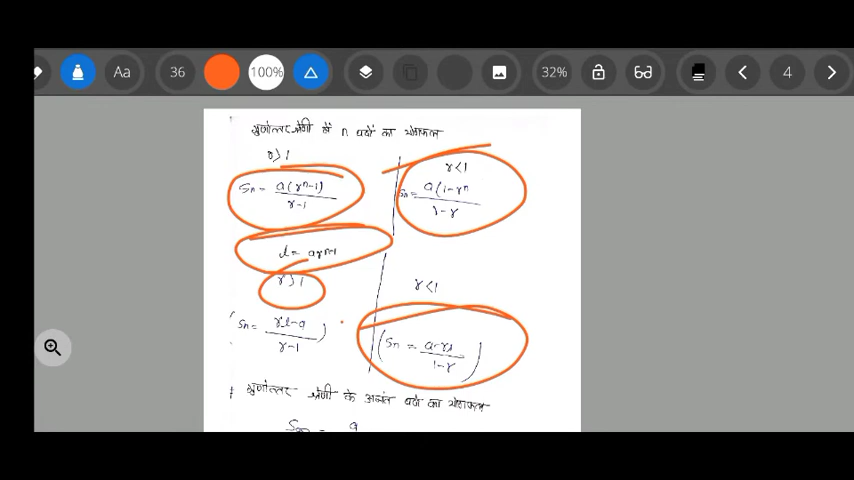 Aa 36 100% 32% 4
गुणोत्तर श्रेणी में n पदों का योगफल
r>1
r<1
Sn = a(rⁿ-1)/r-1
Sn = a(1-rⁿ/1-r
l = arⁿ⁻¹
r>1
r<1
(Sn = rl-a/r-1)
(Sn = a-rl/1-r)
गुणोत्तर श्रेणी के अनंत पदों का योगफल
S∞ = a